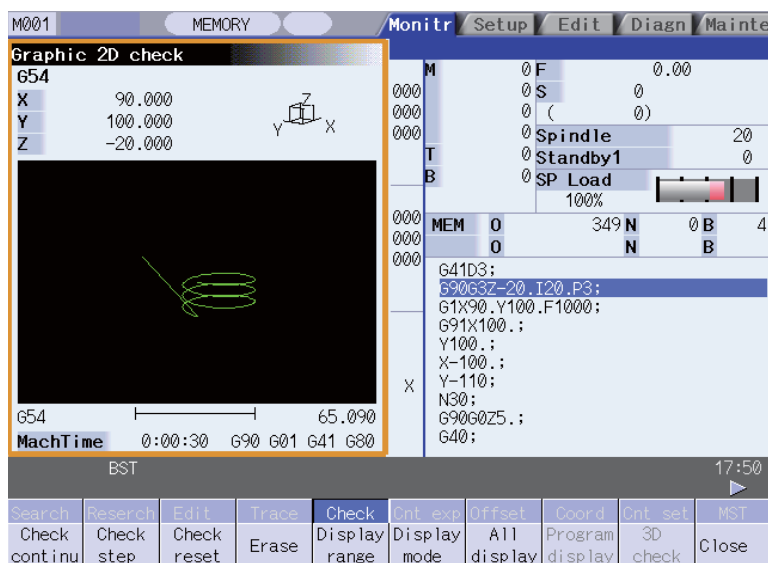 M001 MEMORY Monitr Setup Edit Diagn Mainte
Graphic 2D check
G54
X 90.000
Y 100.000
Z -20.000
Z
Y X
G54 65.090
MachTime 0:00:30 G90 G01 G41 G80
000
000
000
000
000
000
X
M 0 F 0.00
0 S 0
0 ( 0)
0 Spindle 20
T 0 Standby1 0
B 0 SP Load
100%
MEM O 349 N 0 B 4
O N B
G41D3;
G90G3Z-20.I20.P3;
G1X90.Y100.F1000;
G91X100.;
Y100.;
X-100.;
Y-110;
N30;
G90G0Z5.;
G40;
BST 17:50
Search Reserch Edit Trace Check Cnt exp Offset Coord Cnt set MST
Check continu Check step Check reset Erase Display range Display mode All display Program display 3D check Close